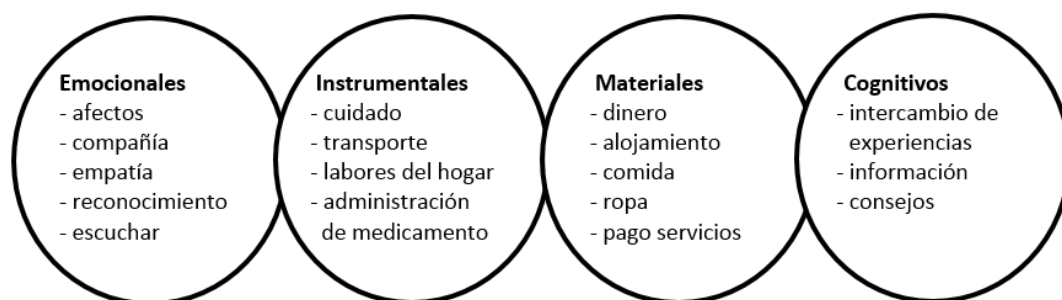 Emocionales
- afectos
- compañía
- empatía
- reconocimiento
- escuchar
Instrumentales
- cuidado
- transporte
- labores del hogar
- administración
de medicamento
Materiales
- dinero
- alojamiento
- comida
- ropa
- pago servicios
Cognitivos
- intercambio de
experiencias
- información
- consejos